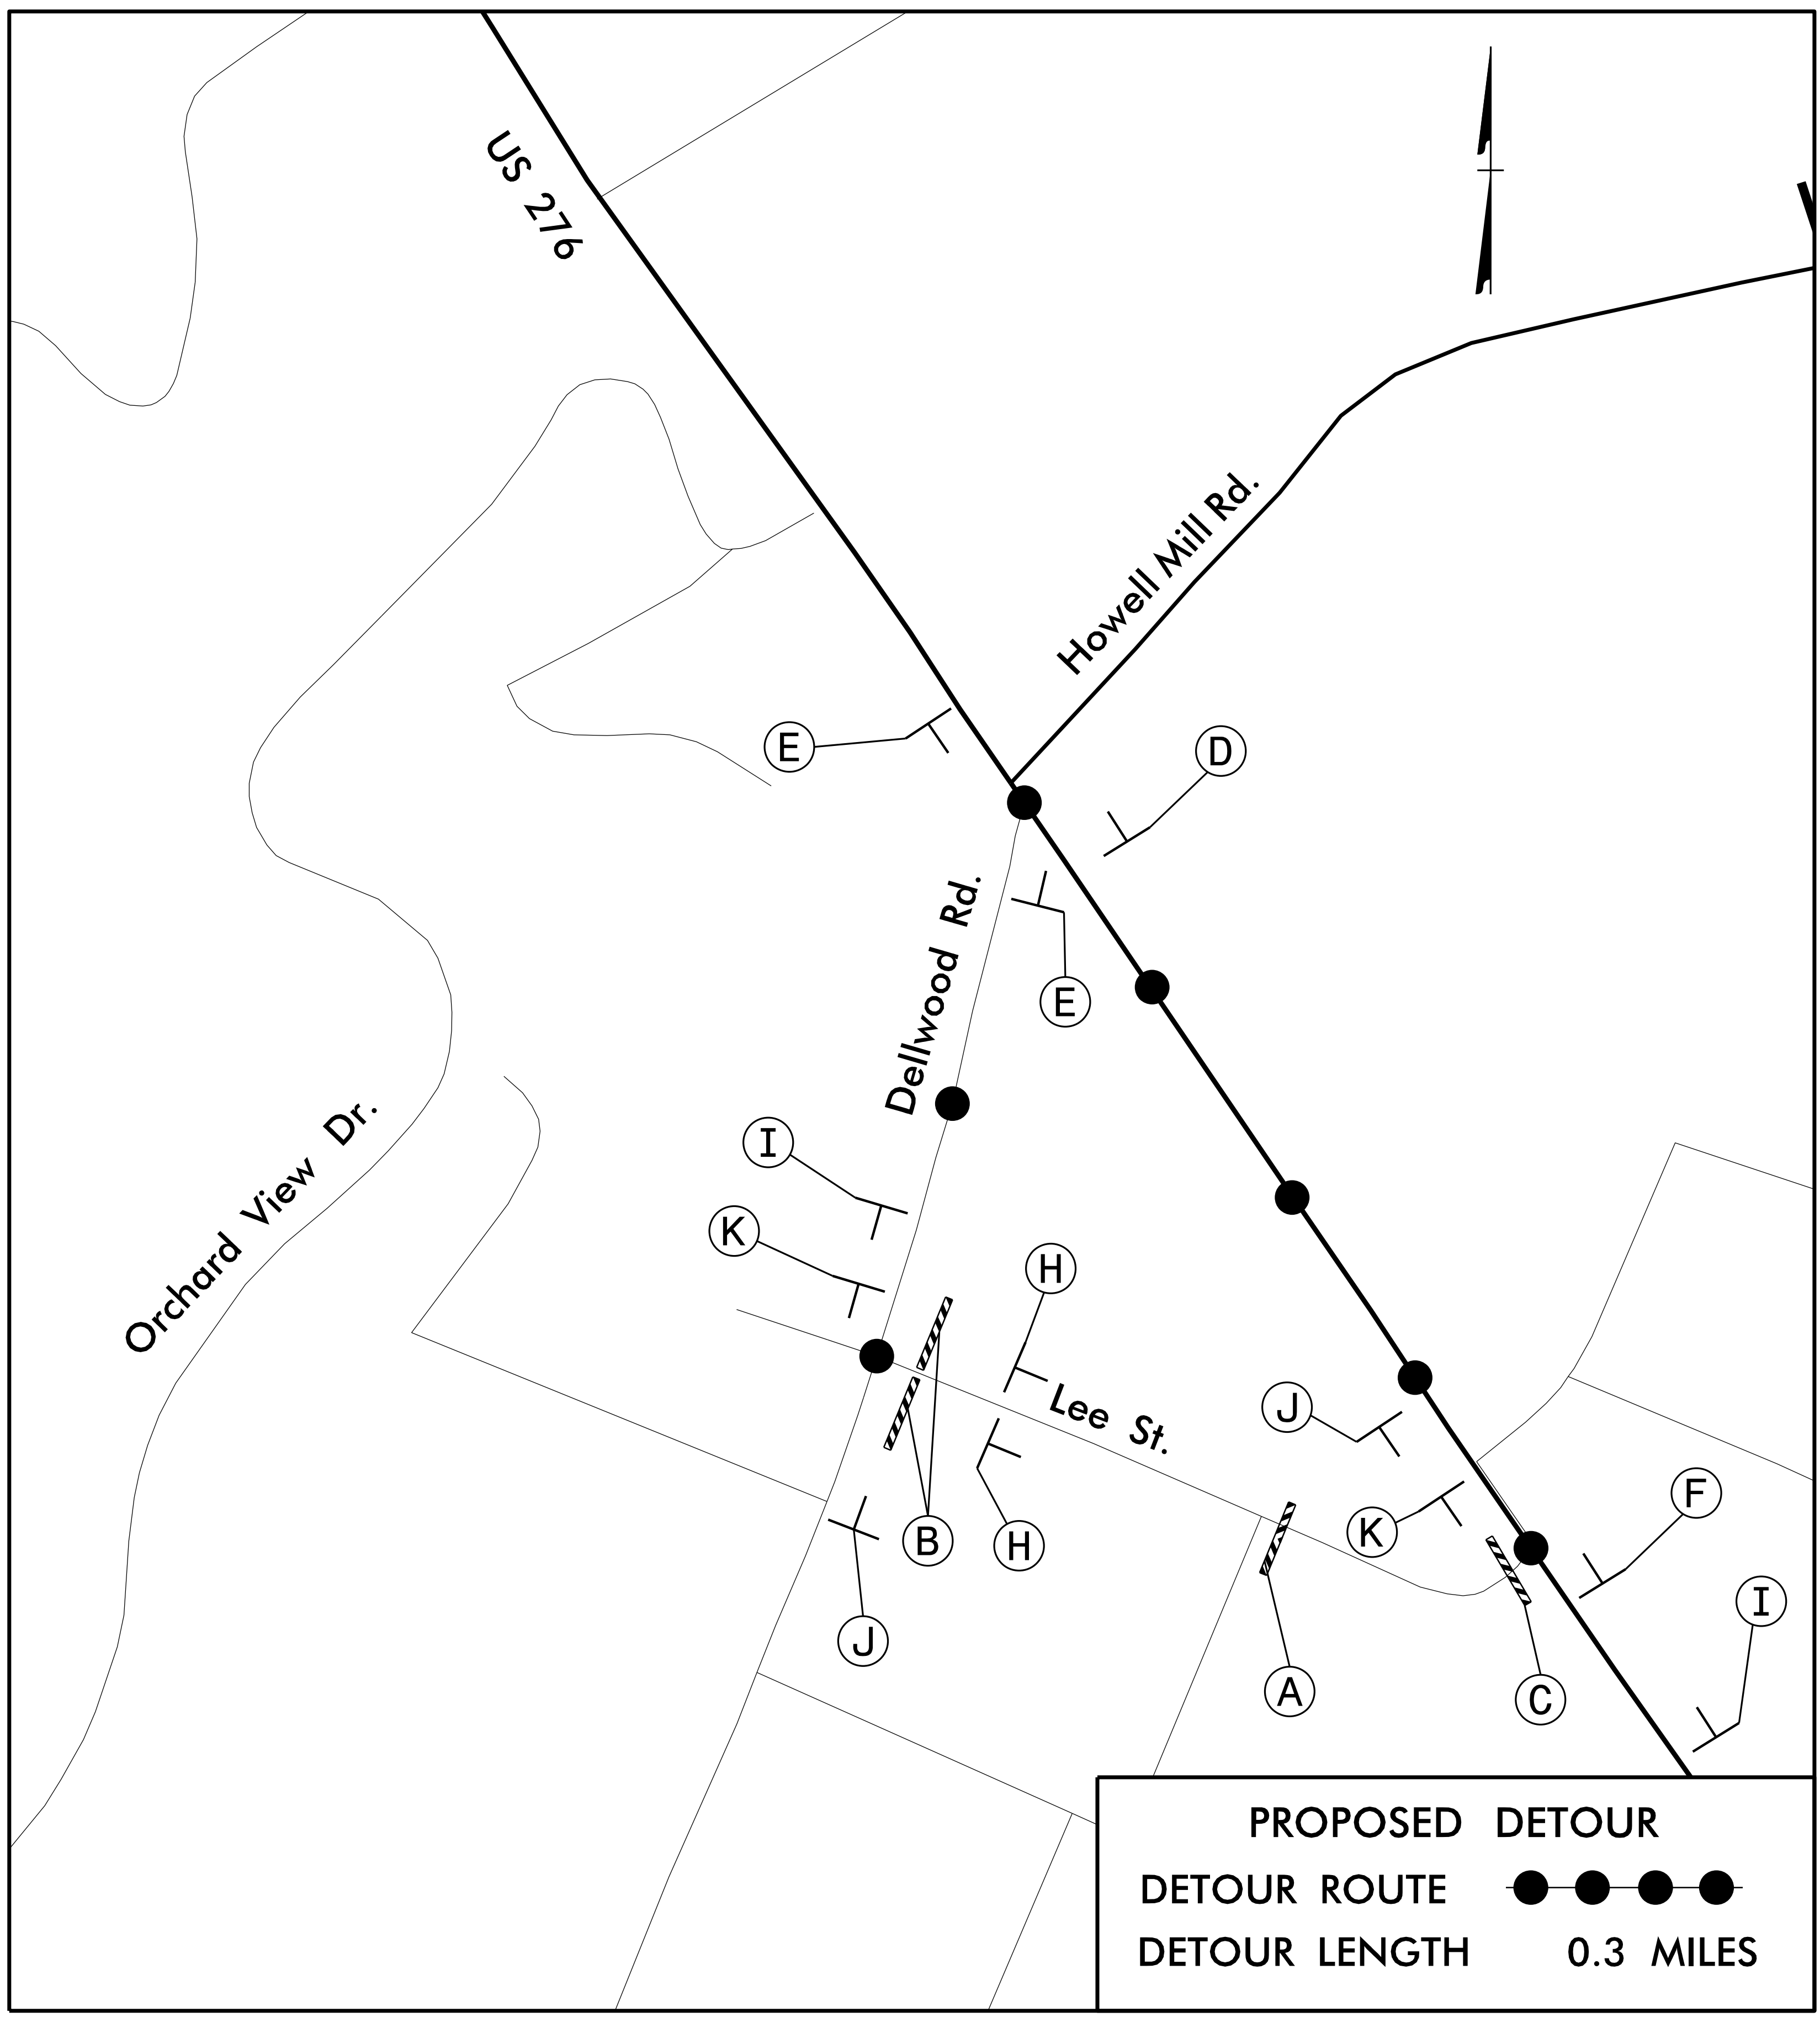 US 276
Howell Mill Rd.
E
D
Dellwood Rd.
E
Orchard View Dr.
I
K
H
Lee St.
J
F
K
B
H
I
J
A
C
PROPOSED DETOUR
DETOUR ROUTE
DETOUR LENGTH 0.3 MILES